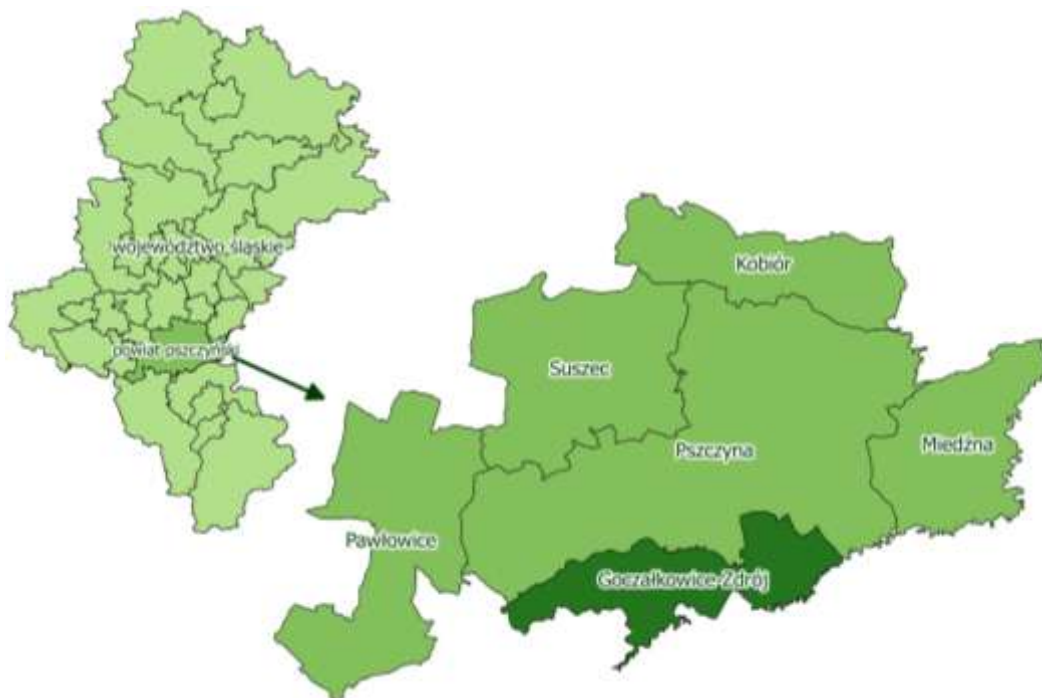 województwo śląskie
powiat pszczyński
Kobiór
Suszec
Pszczyna
Miedźna
Pawłowice
Goczałkowice-Zdrój